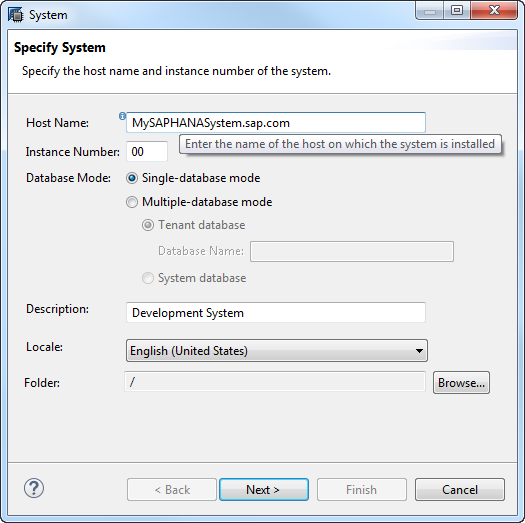 System
Specify System
Specify the host name and instance number of the system.
Host Name: MySAPHANASystem.sap.com
Enter the name of the host on which the system is installed
Instance Number: 00
Database Mode: Single-database mode
Multiple-database mode
Tenant database
Database Name:
System database
Description: Development System
Locale: English (United States)
Folder: / Browse...
? < Back Next > Finish Cancel